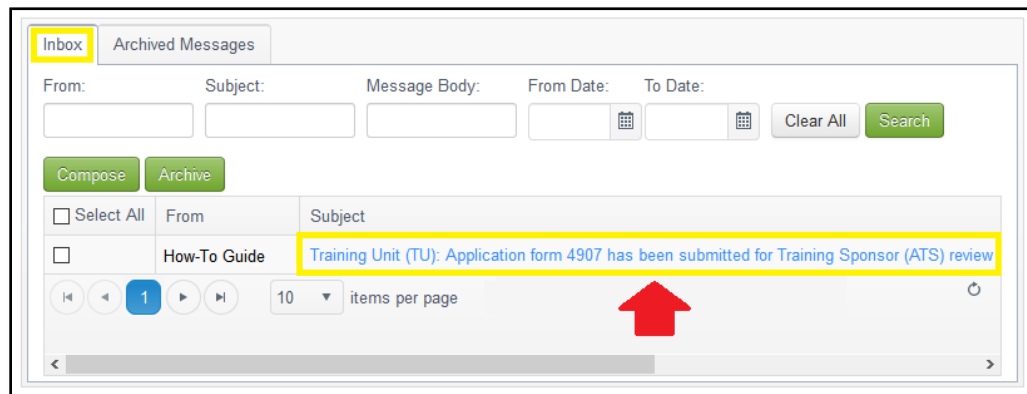 Inbox Archived Messages
From: Subject: Message Body: From Date: To Date:
Clear All Search
Compose Archive
Select All From Subject
How-To Guide Training Unit (TU): Application form 4907 has been submitted for Training Sponsor (ATS) review
1 10 items per page